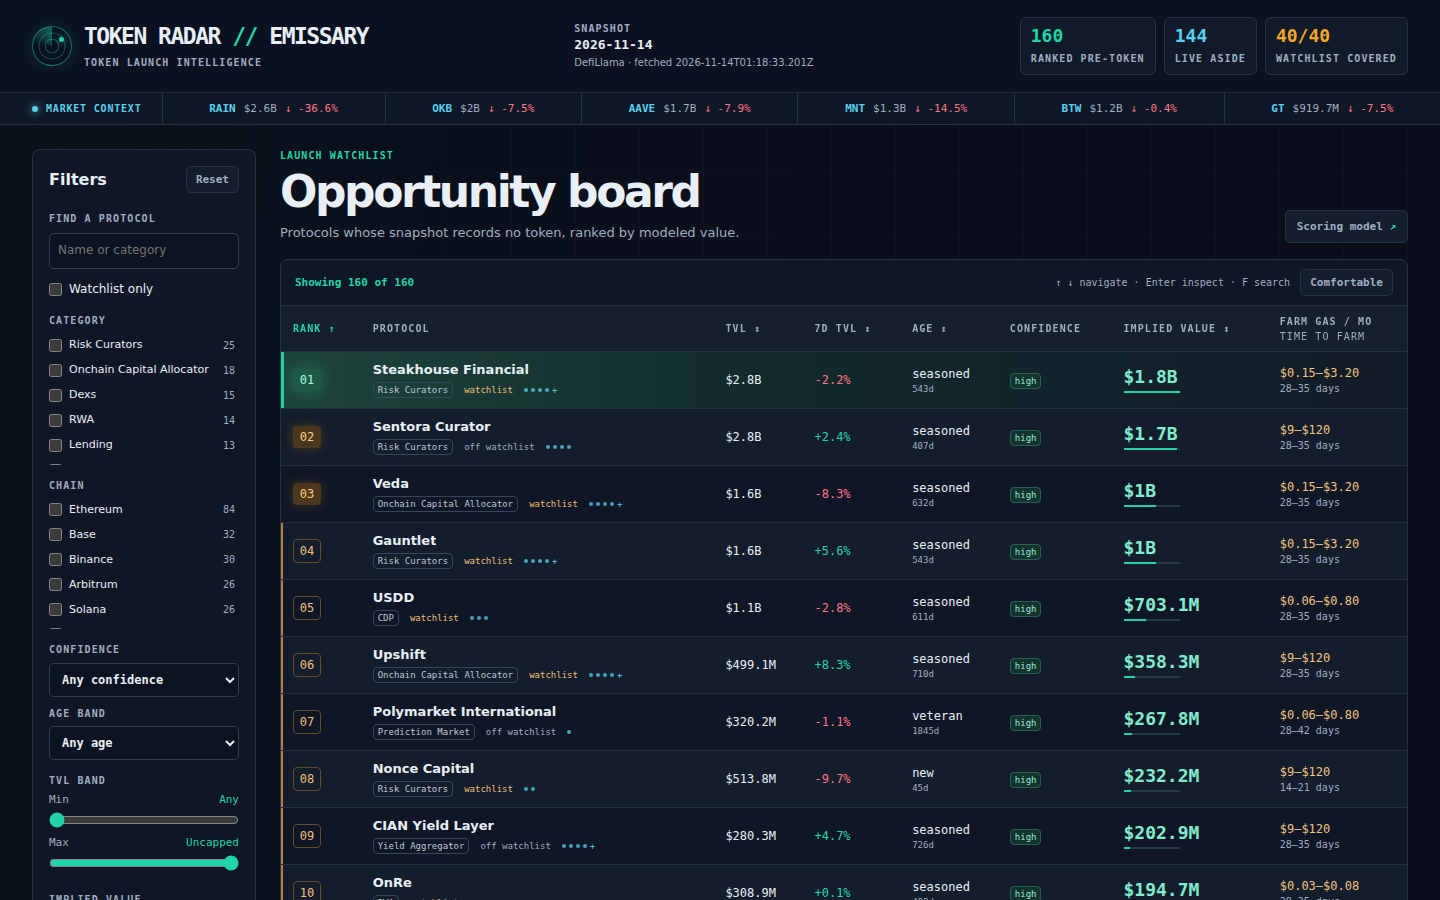 TOKEN RADAR // EMISSARY
TOKEN LAUNCH INTELLIGENCE
SNAPSHOT
2026-11-14
DefiLlama · fetched 2026-11-14T01:18:33.201Z
160
RANKED PRE-TOKEN
144
LIVE ASIDE
40/40
WATCHLIST COVERED
MARKET CONTEXT
RAIN $2.6B ↓ -36.6%
OKB $2B ↓ -7.5%
AAVE $1.7B ↓ -7.9%
MNT $1.3B ↓ -14.5%
BTW $1.2B ↓ -0.4%
GT $919.7M ↓ -7.5%
Filters
Reset
FIND A PROTOCOL
Name or category
Watchlist only
CATEGORY
Risk Curators 25
Onchain Capital Allocator 18
Dexs 15
RWA 14
Lending 13
CHAIN
Ethereum 84
Base 32
Binance 30
Arbitrum 26
Solana 26
CONFIDENCE
Any confidence
AGE BAND
Any age
TVL BAND
Min Any
Max Uncapped
IMPLIED VALUE
LAUNCH WATCHLIST
Opportunity board
Protocols whose snapshot records no token, ranked by modeled value.
Scoring model ↗
Showing 160 of 160
↑ ↓ navigate · Enter inspect · F search
Comfortable
RANK ↑ PROTOCOL TVL ↕ 7D TVL ↕ AGE ↕ CONFIDENCE IMPLIED VALUE ↕ FARM GAS / MO
TIME TO FARM
01 Steakhouse Financial $2.8B -2.2% seasoned high $1.8B $0.15–$3.20
Risk Curators watchlist + 543d 28–35 days
02 Sentora Curator $2.8B +2.4% seasoned high $1.7B $9–$120
Risk Curators off watchlist 407d 28–35 days
03 Veda $1.6B -8.3% seasoned high $1B $0.15–$3.20
Onchain Capital Allocator watchlist + 632d 28–35 days
04 Gauntlet $1.6B +5.6% seasoned high $1B $0.15–$3.20
Risk Curators watchlist + 543d 28–35 days
05 USDD $1.1B -2.8% seasoned high $703.1M $0.06–$0.80
CDP watchlist 611d 28–35 days
06 Upshift $499.1M +8.3% seasoned high $358.3M $9–$120
Onchain Capital Allocator watchlist + 710d 28–35 days
07 Polymarket International $320.2M -1.1% veteran high $267.8M $0.06–$0.80
Prediction Market off watchlist 1845d 28–42 days
08 Nonce Capital $513.8M -9.7% new high $232.2M $9–$120
Risk Curators watchlist 45d 14–21 days
09 CIAN Yield Layer $280.3M +4.7% seasoned high $202.9M $9–$120
Yield Aggregator off watchlist + 726d 28–35 days
10 OnRe $308.9M +0.1% seasoned high $194.7M $0.03–$0.08